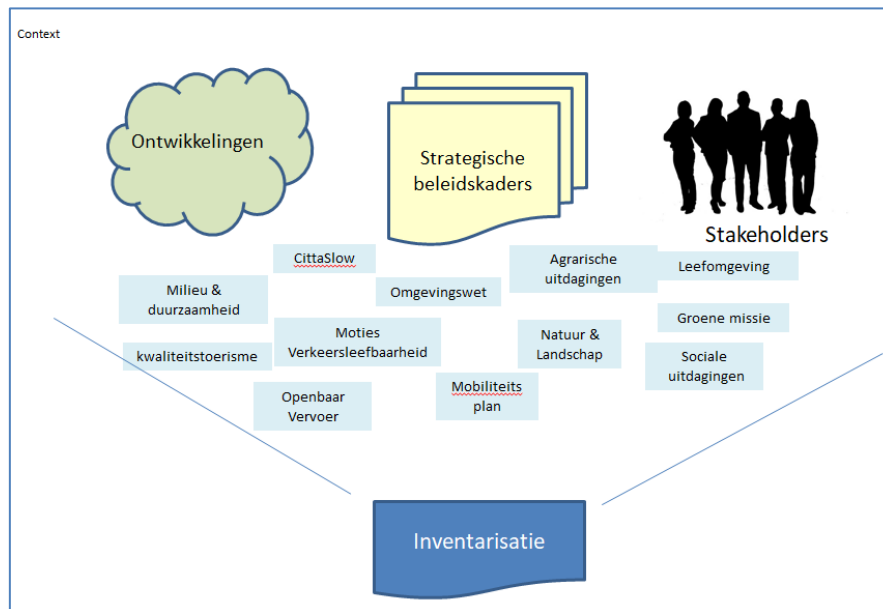 Context
Ontwikkelingen
Strategische
beleidskaders
Stakeholders
CittaSlow
Agrarische
uitdagingen
Leefomgeving
Milieu &
duurzaamheid
Omgevingswet
Groene missie
Moties
Verkeersleefbaarheid
Natuur &
Landschap
kwaliteitstoerisme
Sociale
uitdagingen
Openbaar
Vervoer
Mobiliteits
plan
Inventarisatie